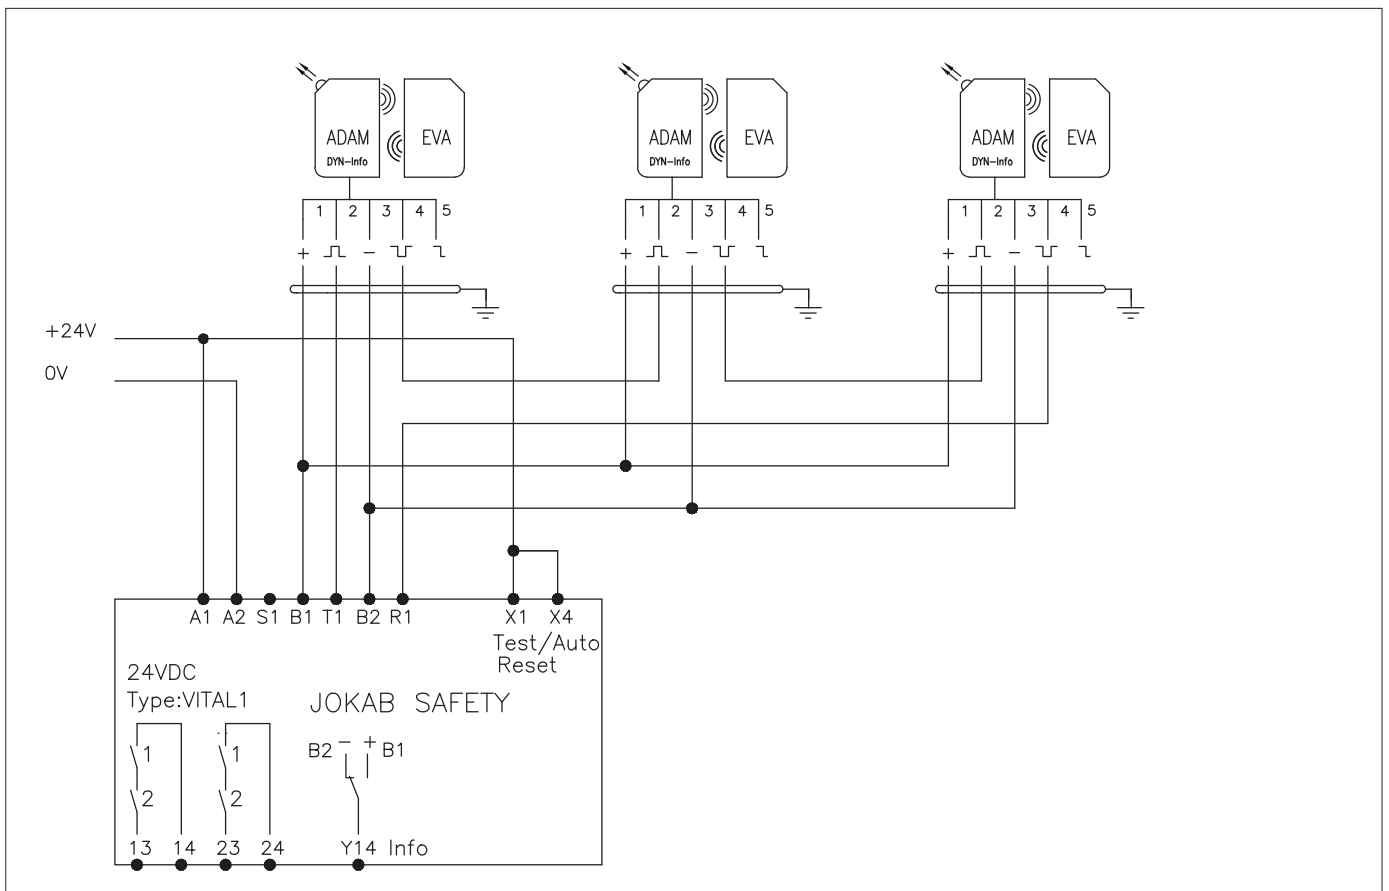 ADAM EVA ADAM EVA ADAM EVA
DYN-Info DYN-Info DYN-Info
1 2 3 4 5 1 2 3 4 5 1 2 3 4 5
+ − + − + −
+24V
0V
A1 A2 S1 B1 T1 B2 R1 X1 X4
Test/Auto
Reset
24VDC
Type:VITAL1 JOKAB SAFETY
B2 − + B1
1 1
2 2
13 14 23 24 Y14 Info